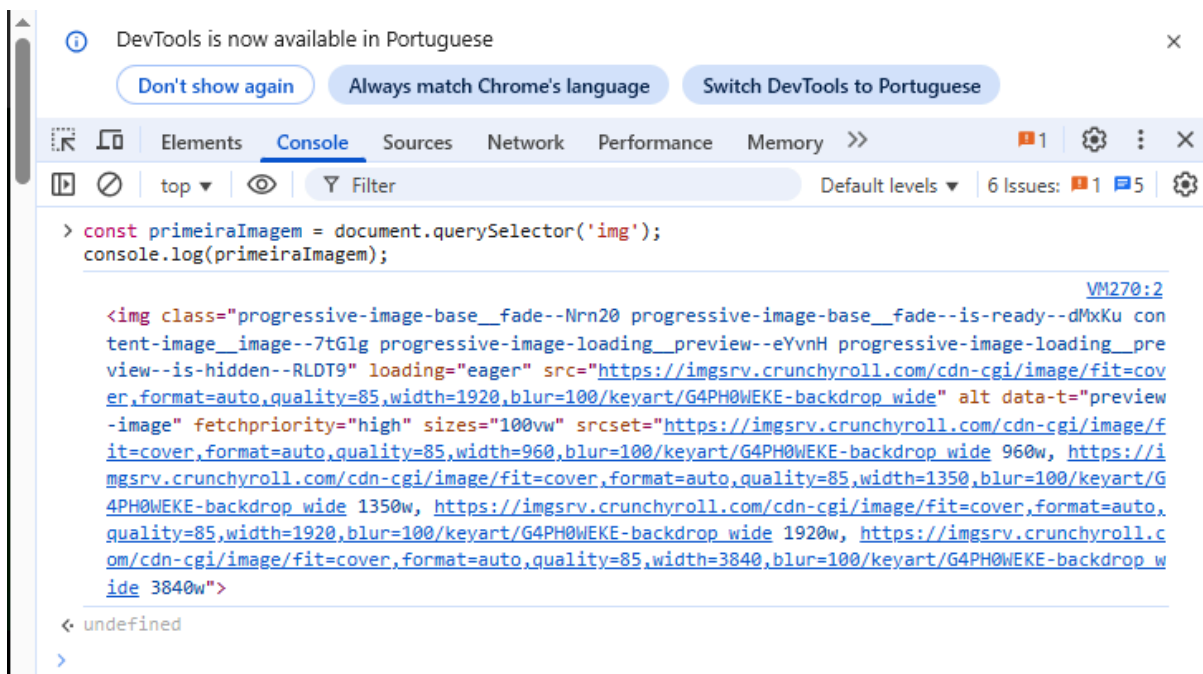 DevTools is now available in Portuguese
Don't show again Always match Chrome's language Switch DevTools to Portuguese
Elements Console Sources Network Performance Memory 1
top Filter Default levels 6 Issues: 1 5
const primeiraImagem = document.querySelector('img');
console.log(primeiraImagem);
VM270:2
<img class="progressive-image-base__fade--Nrn20 progressive-image-base__fade--is-ready--dMxKu con
tent-image__image--7tGlg progressive-image-loading__preview--eYvnH progressive-image-loading__pre
view--is-hidden--RLDT9" loading="eager" src="https://imgsrv.crunchyroll.com/cdn-cgi/image/fit=cov
er,format=auto,quality=85,width=1920,blur=100/keyart/G4PH0WEKE-backdrop_wide" alt data-t="preview
-image" fetchpriority="high" sizes="100vw" srcset="https://imgsrv.crunchyroll.com/cdn-cgi/image/f
it=cover,format=auto,quality=85,width=960,blur=100/keyart/G4PH0WEKE-backdrop_wide 960w, https://i
mgsrv.crunchyroll.com/cdn-cgi/image/fit=cover,format=auto,quality=85,width=1350,blur=100/keyart/G
4PH0WEKE-backdrop_wide 1350w, https://imgsrv.crunchyroll.com/cdn-cgi/image/fit=cover,format=auto,
quality=85,width=1920,blur=100/keyart/G4PH0WEKE-backdrop_wide 1920w, https://imgsrv.crunchyroll.c
om/cdn-cgi/image/fit=cover,format=auto,quality=85,width=3840,blur=100/keyart/G4PH0WEKE-backdrop_w
ide 3840w">
undefined